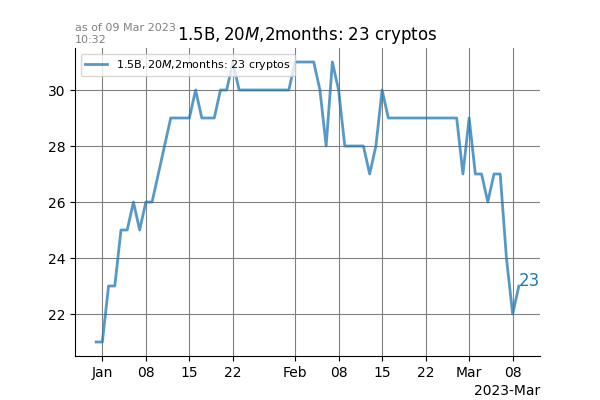 as of 09 Mar 2023
10:32
1.5B, 20M,2months: 23 cryptos
1.5B, 20M,2months: 23 cryptos
30
28
26
24
22
23
Jan 08 15 22 Feb 08 15 22 Mar 08
2023-Mar